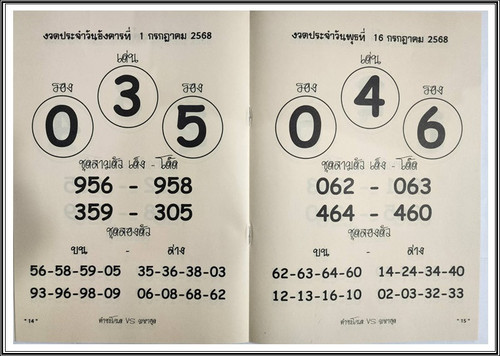 งวดประจำวันอังคารที่ 1 กรกฎาคม 2568
เด่น
รอง รอง
3
0 5
ชุดสามตัว เต็ง - โต๊ด
956 - 958
359 - 305
ชุดสองตัว
บน - ล่าง
56-58-59-05 35-36-38-03
93-96-98-09 06-08-68-62
"14" VS
งวดประจำวันพุธที่ 16 กรกฎาคม 2568
เด่น
รอง รอง
4
0 6
ชุดสามตัว เต็ง - โต๊ด
062 - 063
464 - 460
ชุดสองตัว
บน - ล่าง
62-63-64-60 14-24-34-40
12-13-16-10 02-03-32-33
VS "15"